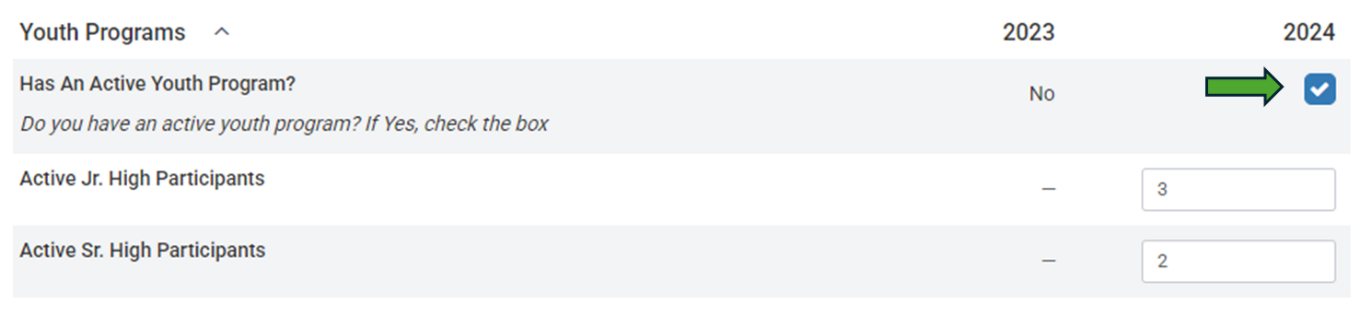 Youth Programs 2023 2024
Has An Active Youth Program?
No
Do you have an active youth program? If Yes, check the box
Active Jr. High Participants — 3
Active Sr. High Participants — 2